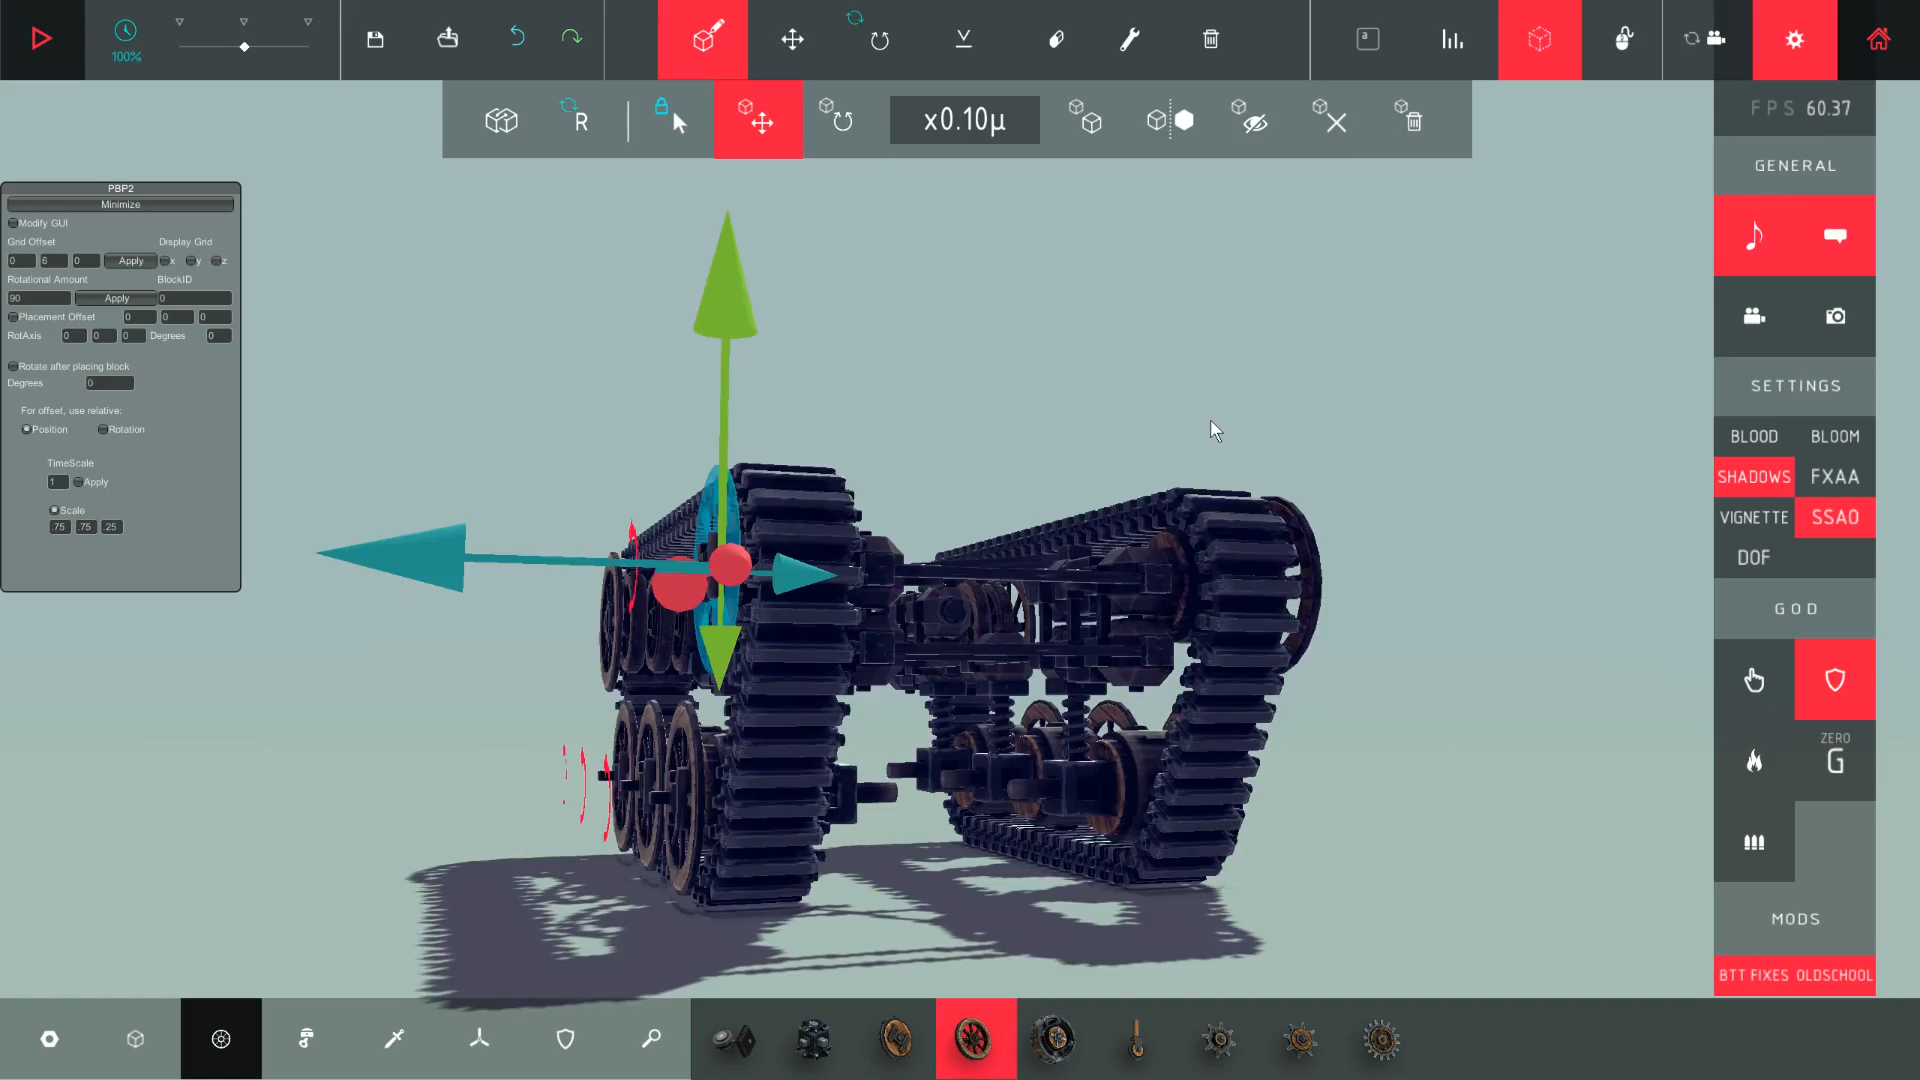 100%
a
R
x0.10µ
FPS 60.37
GENERAL
PBP2
Minimize
Modify GUI
Grid Offset Display Grid
0 6 0 Apply x y z
Rotational Amount BlockID
90 Apply 0
Placement Offset 0 0 0
RotAxis 0 0 0 Degrees 0
Rotate after placing block
Degrees 0
For offset, use relative:
Position Rotation
TimeScale
1 Apply
Scale
.75 .75 .25
SETTINGS
BLOOD BLOOM
SHADOWS FXAA
VIGNETTE SSAO
DOF
GOD
ZERO
G
MODS
BTT FIXES OLDSCHOOL